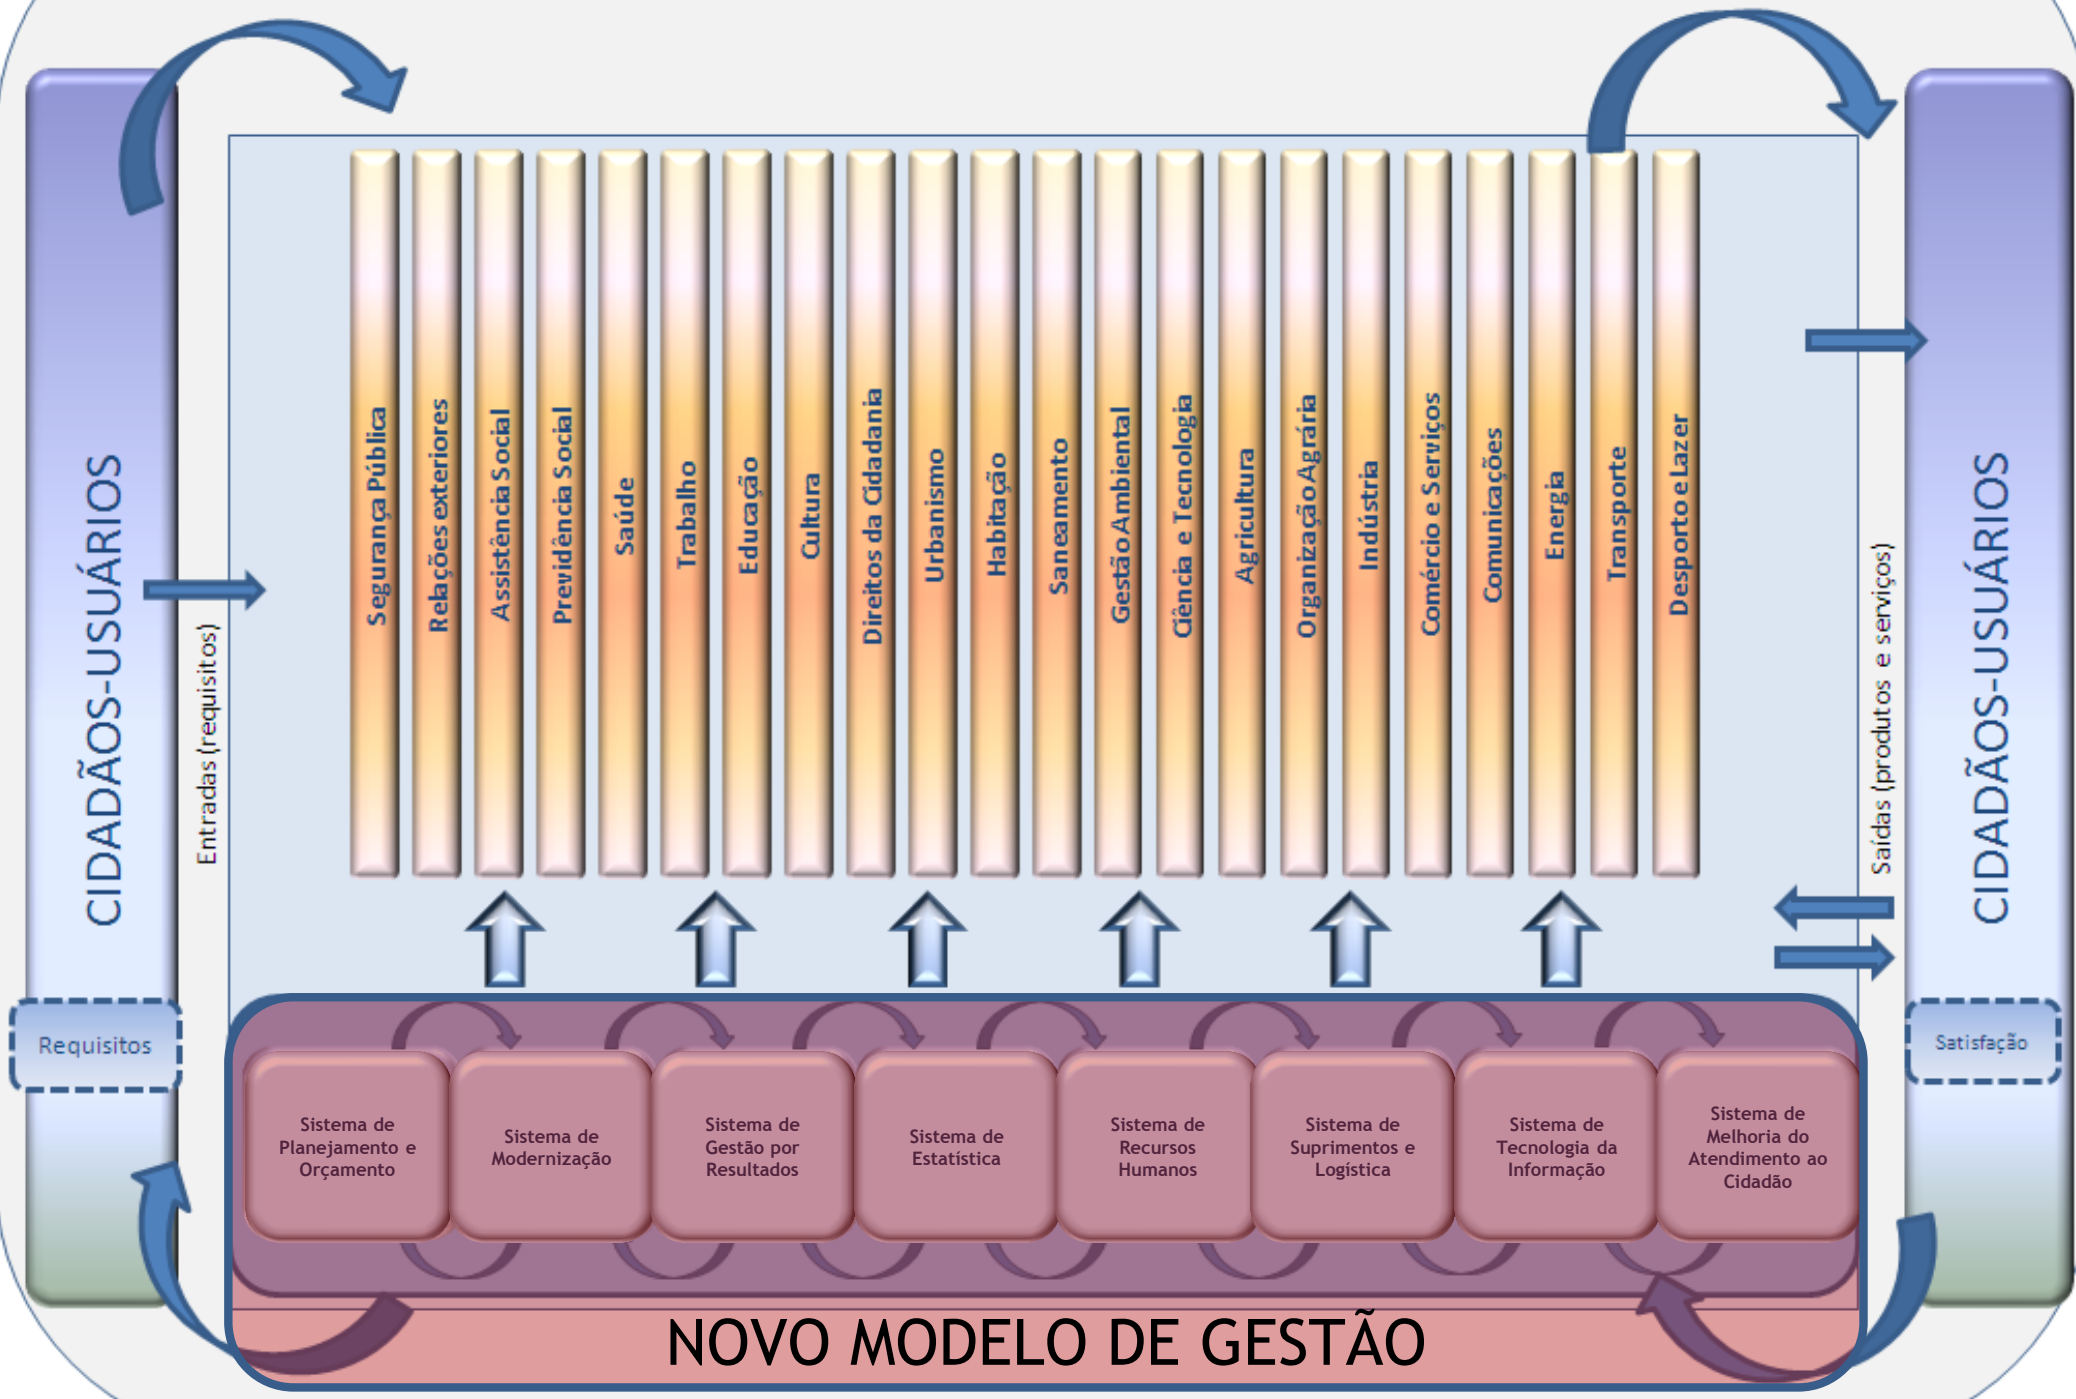 CIDADÃOS-USUÁRIOS
Requisitos
Entradas (requisitos)
Segurança Pública
Relações exteriores
Assistência Social
Previdência Social
Saúde
Trabalho
Educação
Cultura
Direitos da Cidadania
Urbanismo
Habitação
Saneamento
Gestão Ambiental
Ciência e Tecnologia
Agricultura
Organização Agrária
Indústria
Comércio e Serviços
Comunicações
Energia
Transporte
Desporto e Lazer
Saídas (produtos e serviços)
CIDADÃOS-USUÁRIOS
Satisfação
Sistema de
Planejamento e
Orçamento
Sistema de
Modernização
Sistema de
Gestão por
Resultados
Sistema de
Estatística
Sistema de
Recursos
Humanos
Sistema de
Suprimentos e
Logística
Sistema de
Tecnologia da
Informação
Sistema de
Melhoria do
Atendimento ao
Cidadão
NOVO MODELO DE GESTÃO